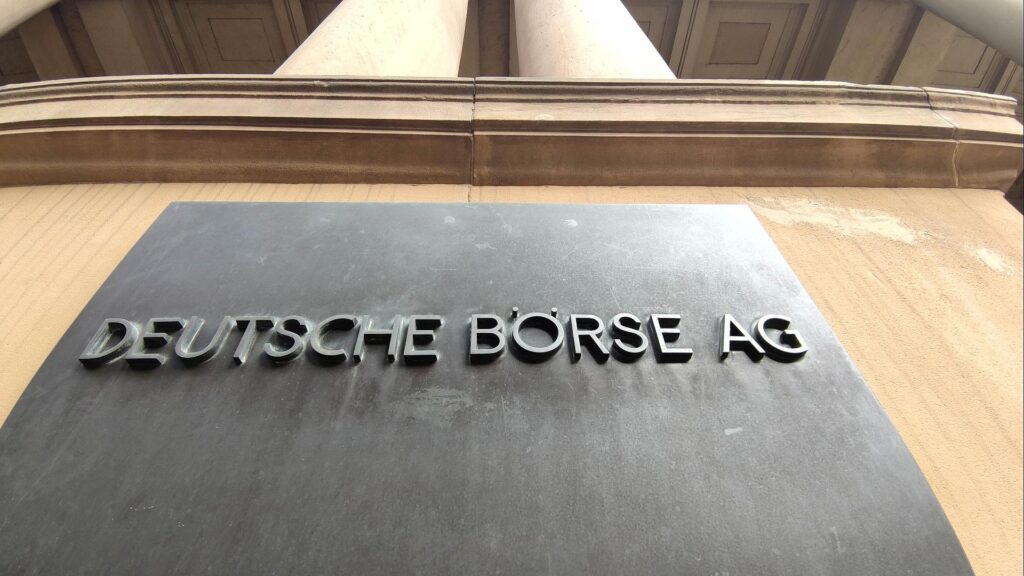 DEUTSCHE BÖRSE AG